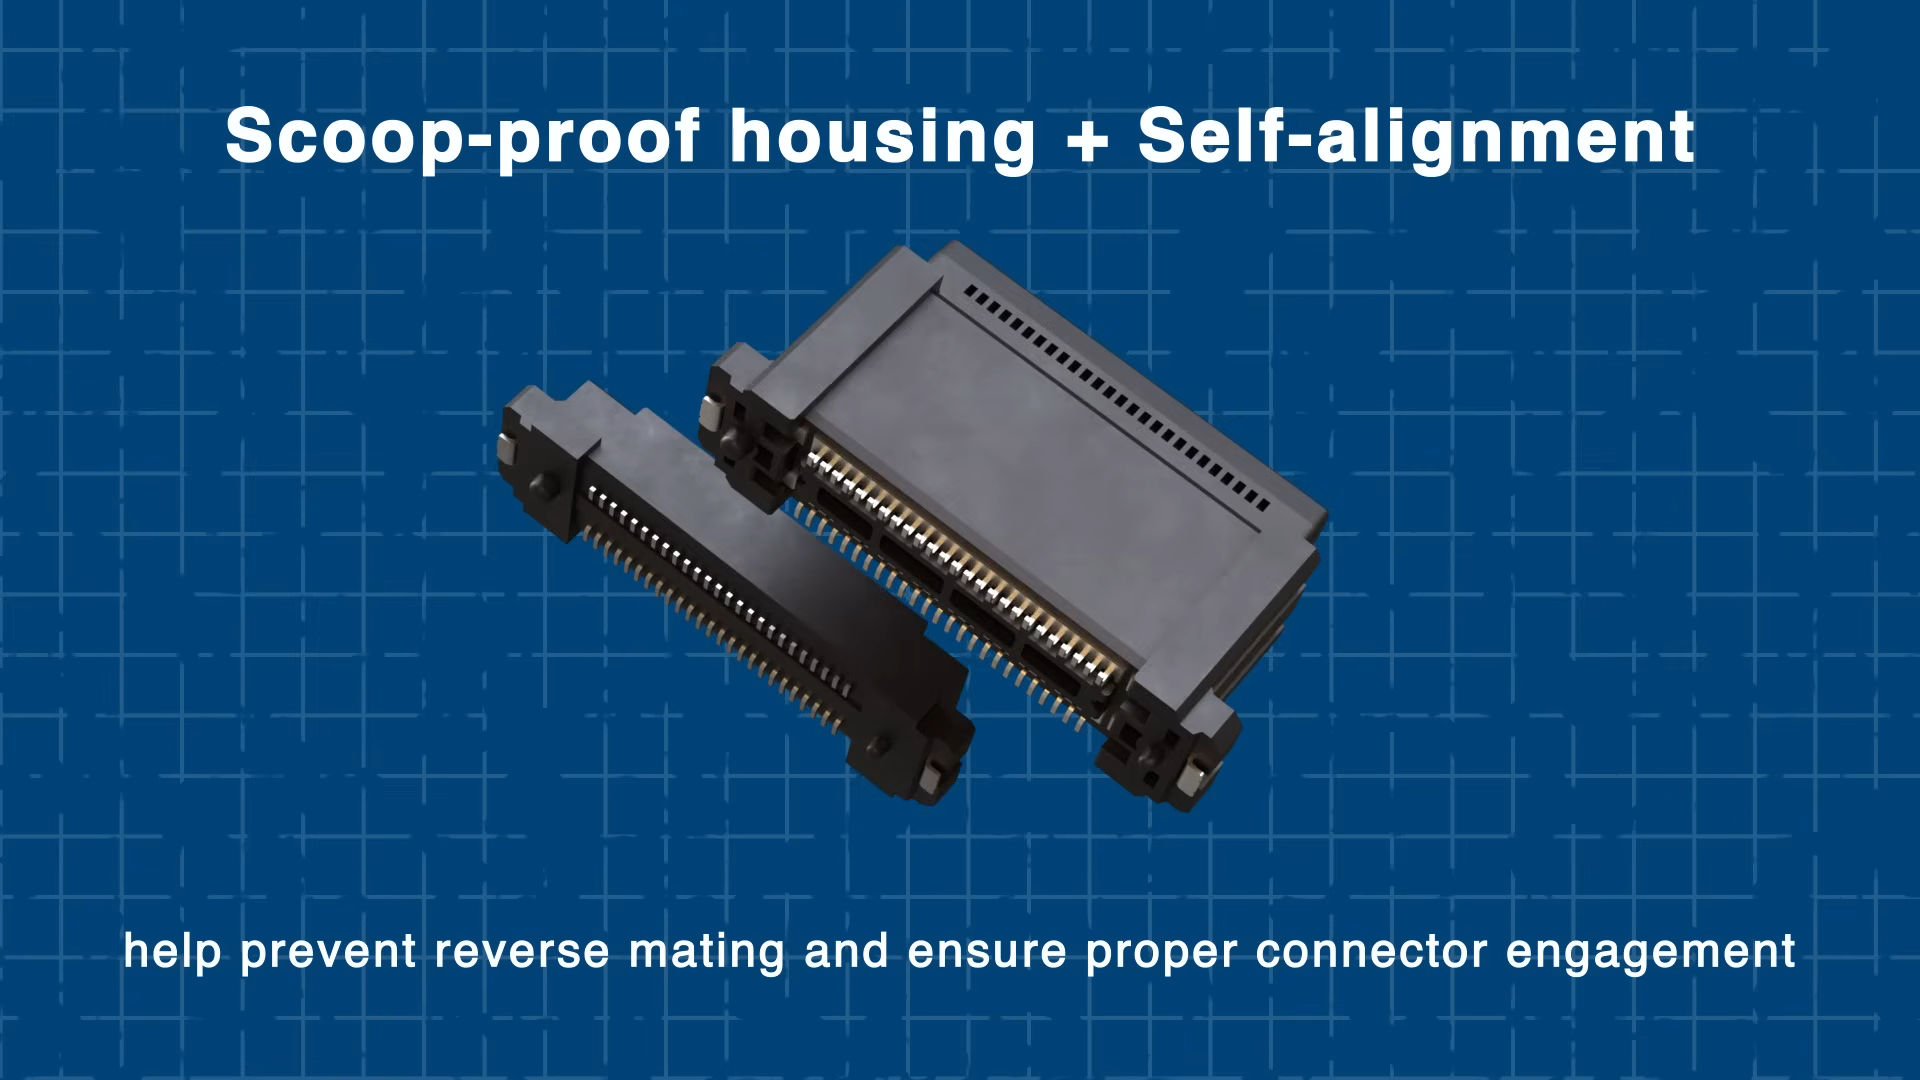 Scoop-proof housing + Self-alignment
help prevent reverse mating and ensure proper connector engagement